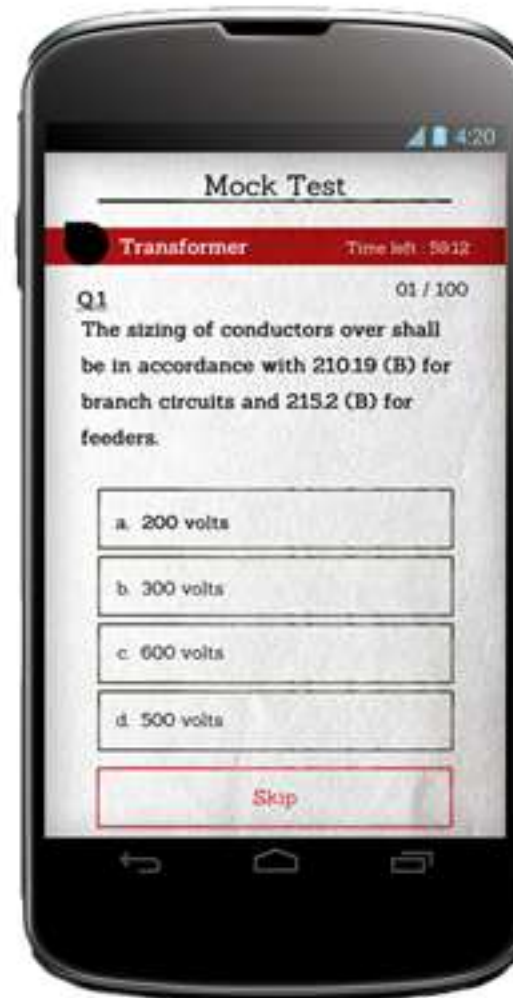 4:20
Mock Test
Transformer Time left : 59:12
01 / 100
Q.1
The sizing of conductors over shall
be in accordance with 210.19 (B) for
branch circuits and 215.2 (B) for
feeders.
a. 200 volts
b. 300 volts
c. 600 volts
d. 500 volts
Skip